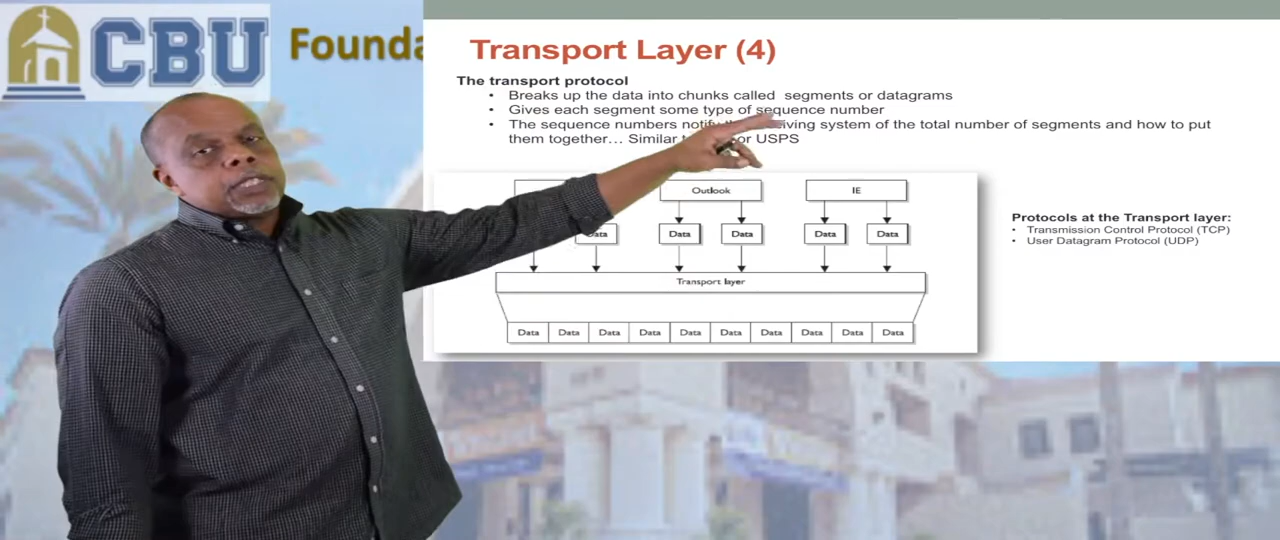 CBU
Founda
Transport Layer (4)
The transport protocol
• Breaks up the data into chunks called segments or datagrams
• Gives each segment some type of sequence number
• The sequence numbers notify receiving system of the total number of segments and how to put
them together... Similar or USPS
Outlook IE
Data Data Data Data Data
Transport layer
Data Data Data Data Data Data Data Data Data Data
Protocols at the Transport layer:
• Transmission Control Protocol (TCP)
• User Datagram Protocol (UDP)